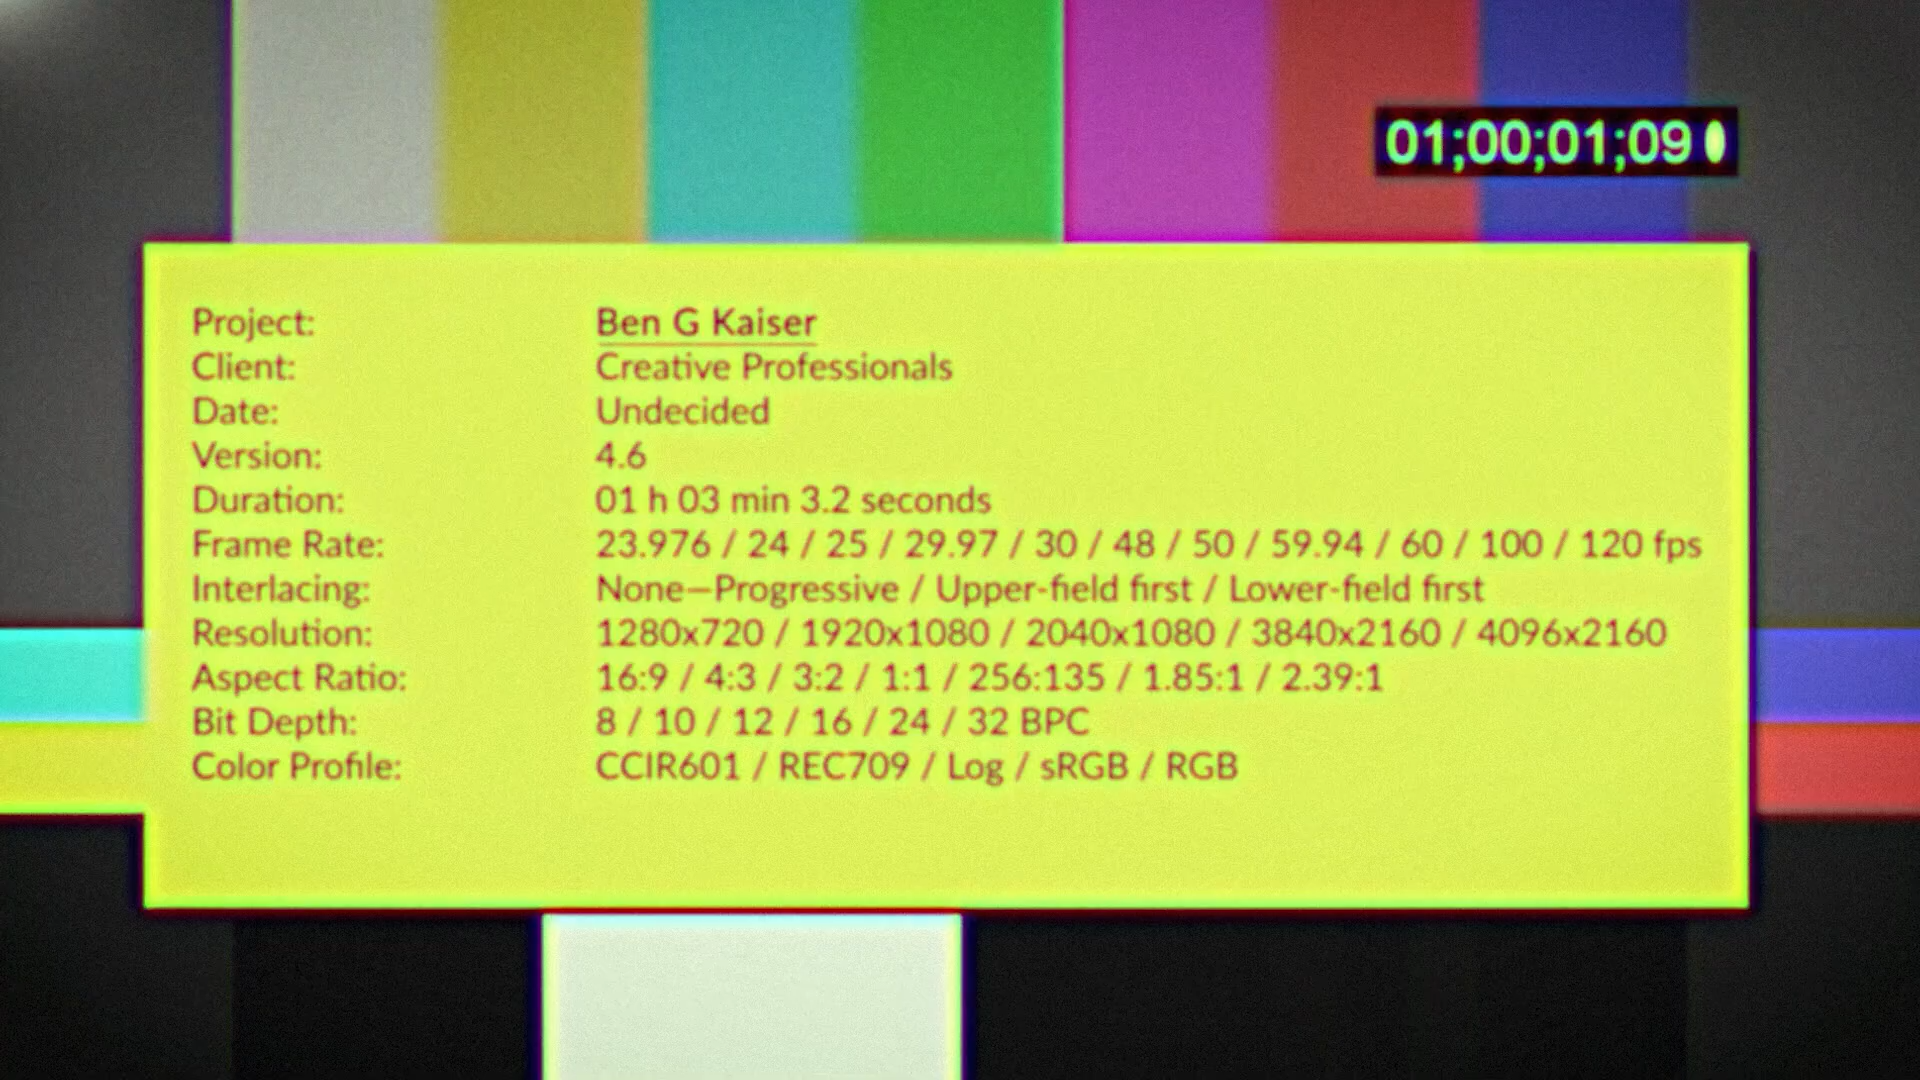 01;00;01;09
Project: Ben G Kaiser
Client: Creative Professionals
Date: Undecided
Version: 4.6
Duration: 01 h 03 min 3.2 seconds
Frame Rate: 23.976 / 24 / 25 / 29.97 / 30 / 48 / 50 / 59.94 / 60 / 100 / 120 fps
Interlacing: None—Progressive / Upper-field first / Lower-field first
Resolution: 1280x720 / 1920x1080 / 2040x1080 / 3840x2160 / 4096x2160
Aspect Ratio: 16:9 / 4:3 / 3:2 / 1:1 / 256:135 / 1.85:1 / 2.39:1
Bit Depth: 8 / 10 / 12 / 16 / 24 / 32 BPC
Color Profile: CCIR601 / REC709 / Log / sRGB / RGB